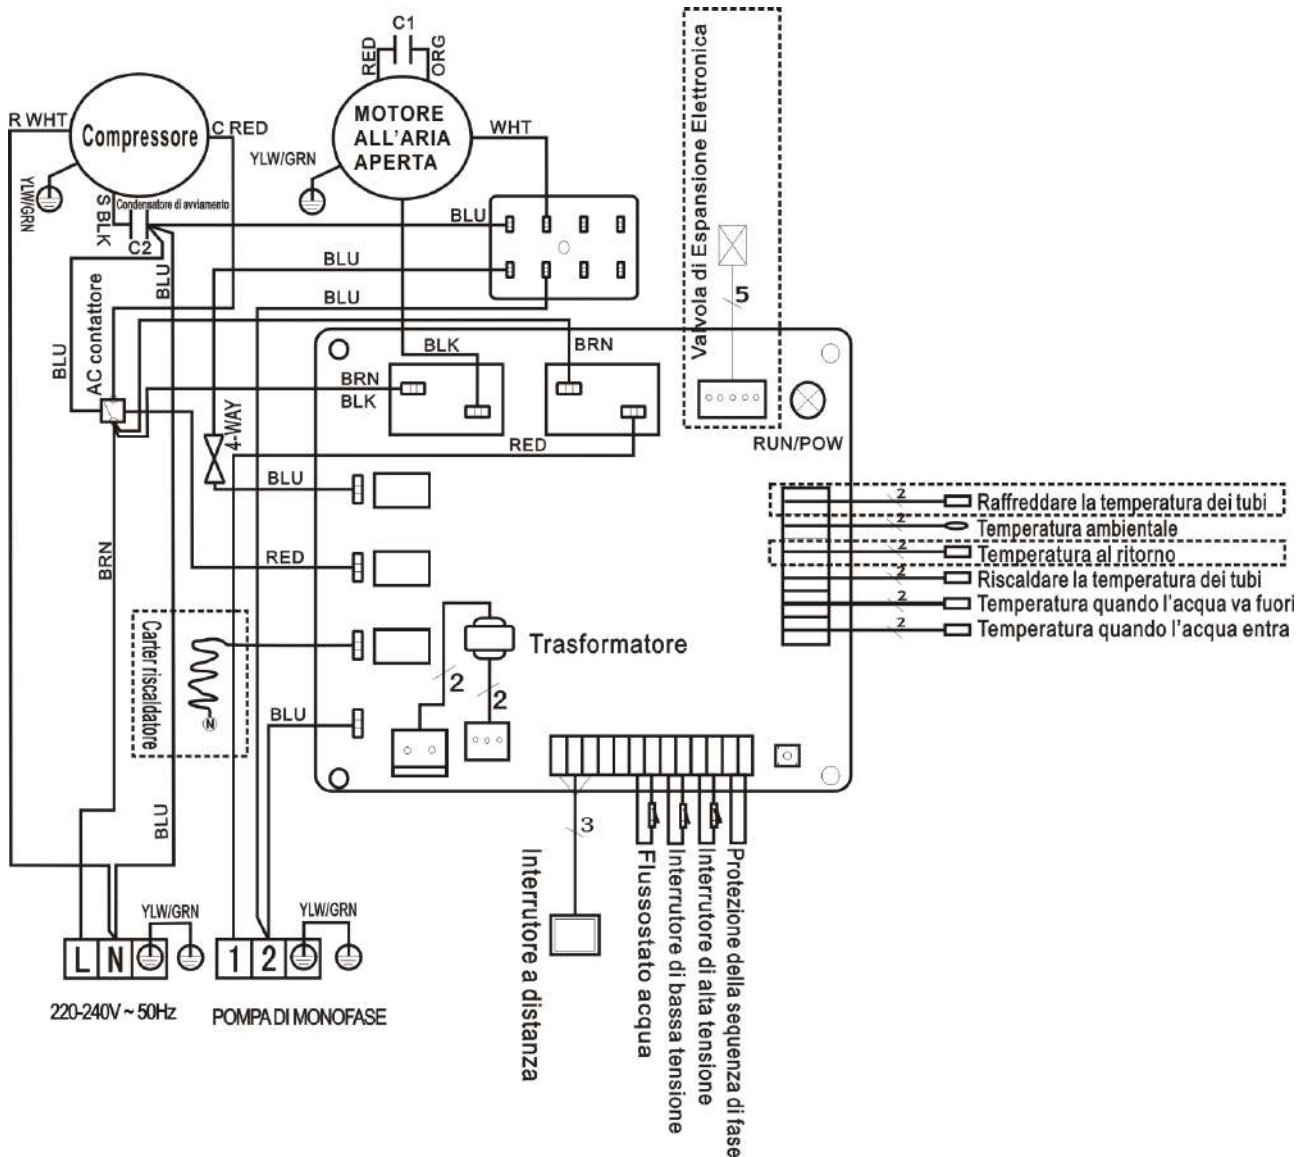 C1
RED
ORG
R WHT
Compressore
C RED
MOTORE
ALL'ARIA
APERTA
WHT
YLW/GRN
YLW/GRN
S BLK
Condensatore di avviamento
C2
BLU
BLU
BLU
BLU
BLU
AC contattore
Valvola di Espansione Elettronica
5
BLK
BRN
BRN
BLK
RED
RUN/POW
4-WAY
BLU
RED
BRN
Carter riscaldatore
N
BLU
Trasformatore
2
2
2
Raffreddare la temperatura dei tubi
2
Temperatura ambientale
2
Temperatura al ritorno
2
Riscaldare la temperatura dei tubi
2
Temperatura quando l'acqua va fuori
2
Temperatura quando l'acqua entra
BLU
3
Interrutore a distanza
Flussostato acqua
Interrutore di bassa tensione
Interrutore di alta tensione
Protezione della sequenza di fase
YLW/GRN
YLW/GRN
L N
1 2
220-240V ~ 50Hz
POMPA DI MONOFASE